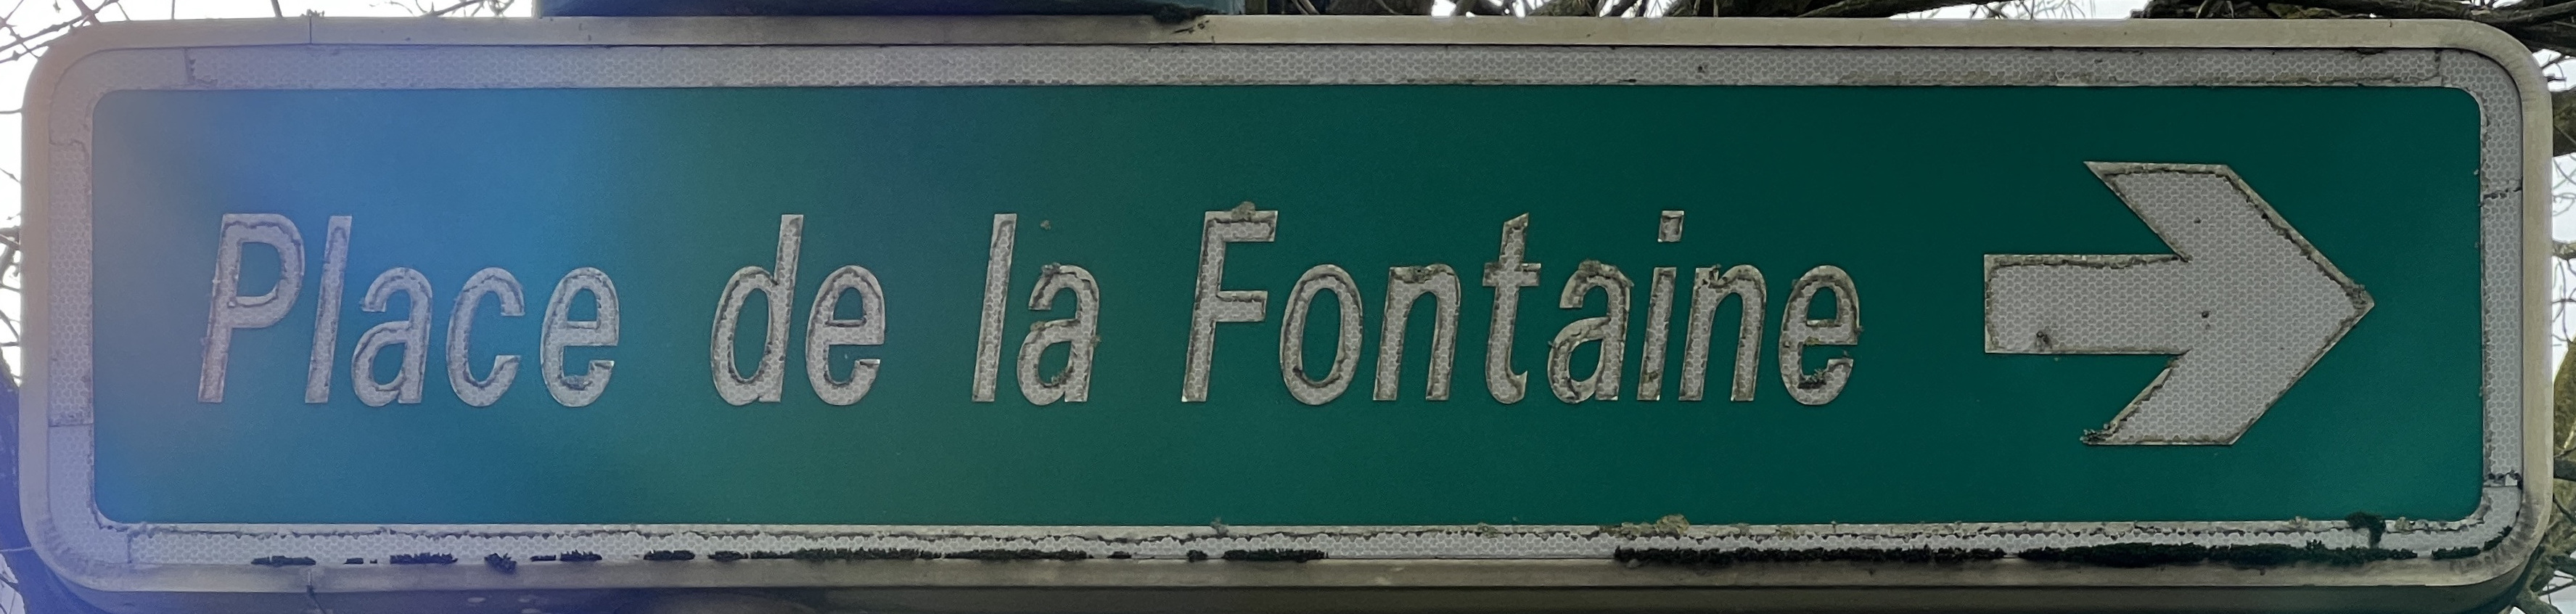 Place de la Fontaine